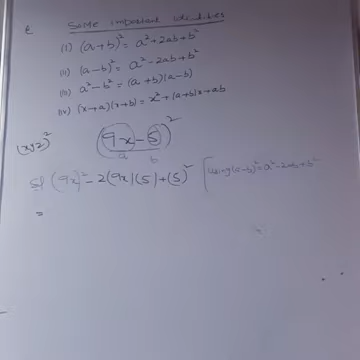 Some important identities
(i) (a+b)² = a²+2ab+b²
(ii) (a-b)² = a²-2ab+b²
(iii) a²-b² = (a+b)(a-b)
(iv) (x+a)(x+b) = x²+(a+b)x+ab
(9x-5)²
a b
(9x)²-2(9x)(5)+(5)² [using (a-b)²=a²-2ab+b²
=